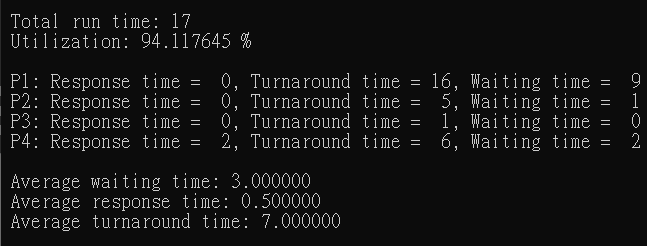 Total run time: 17
Utilization: 94.117645 %
P1: Response time =  0, Turnaround time = 16, Waiting time =  9
P2: Response time =  0, Turnaround time =  5, Waiting time =  1
P3: Response time =  0, Turnaround time =  1, Waiting time =  0
P4: Response time =  2, Turnaround time =  6, Waiting time =  2
Average waiting time: 3.000000
Average response time: 0.500000
Average turnaround time: 7.000000